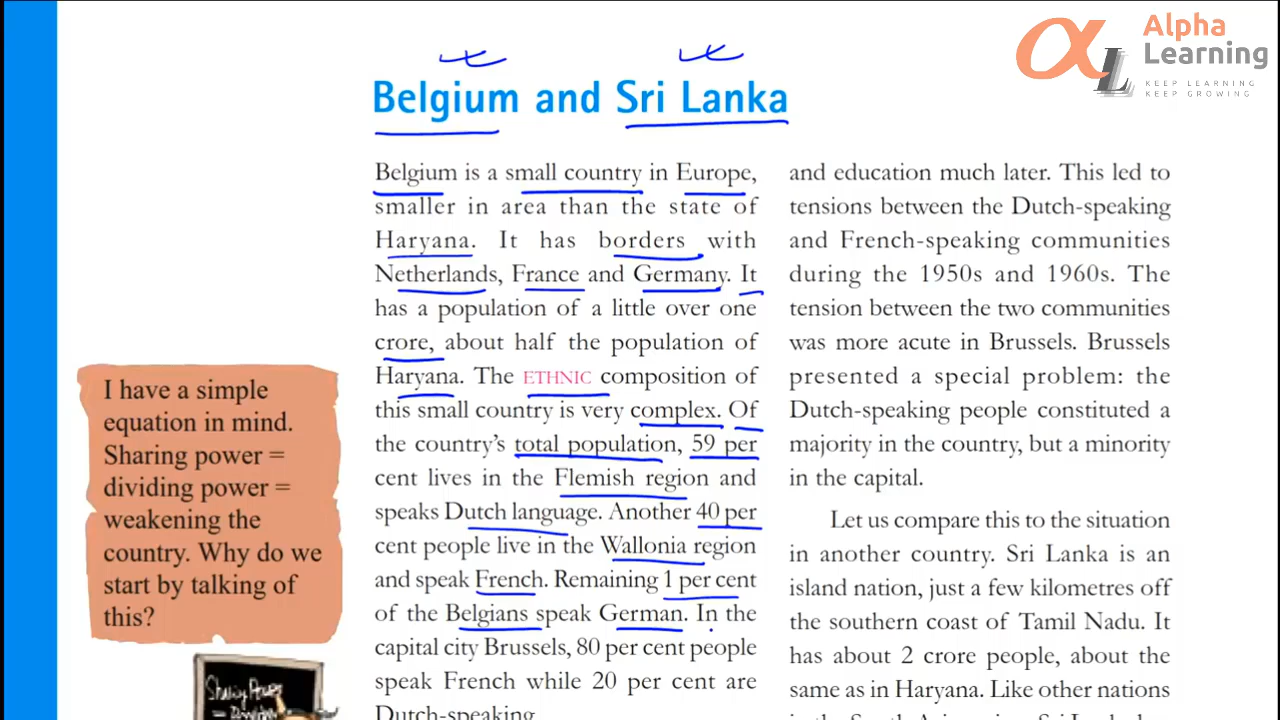 Alpha
Learning
KEEP LEARNING
KEEP GROWING
Belgium and Sri Lanka
Belgium is a small country in Europe,
smaller in area than the state of
Haryana. It has borders with
Netherlands, France and Germany. It
has a population of a little over one
crore, about half the population of
Haryana. The ETHNIC composition of
this small country is very complex. Of
the country's total population, 59 per
cent lives in the Flemish region and
speaks Dutch language. Another 40 per
cent people live in the Wallonia region
and speak French. Remaining 1 per cent
of the Belgians speak German. In the
capital city Brussels, 80 per cent people
speak French while 20 per cent are
Dutch-speaking
and education much later. This led to
tensions between the Dutch-speaking
and French-speaking communities
during the 1950s and 1960s. The
tension between the two communities
was more acute in Brussels. Brussels
presented a special problem: the
Dutch-speaking people constituted a
majority in the country, but a minority
in the capital.
Let us compare this to the situation
in another country. Sri Lanka is an
island nation, just a few kilometres off
the southern coast of Tamil Nadu. It
has about 2 crore people, about the
same as in Haryana. Like other nations
I have a simple
equation in mind.
Sharing power =
dividing power =
weakening the
country. Why do we
start by talking of
this?
Sharing Power